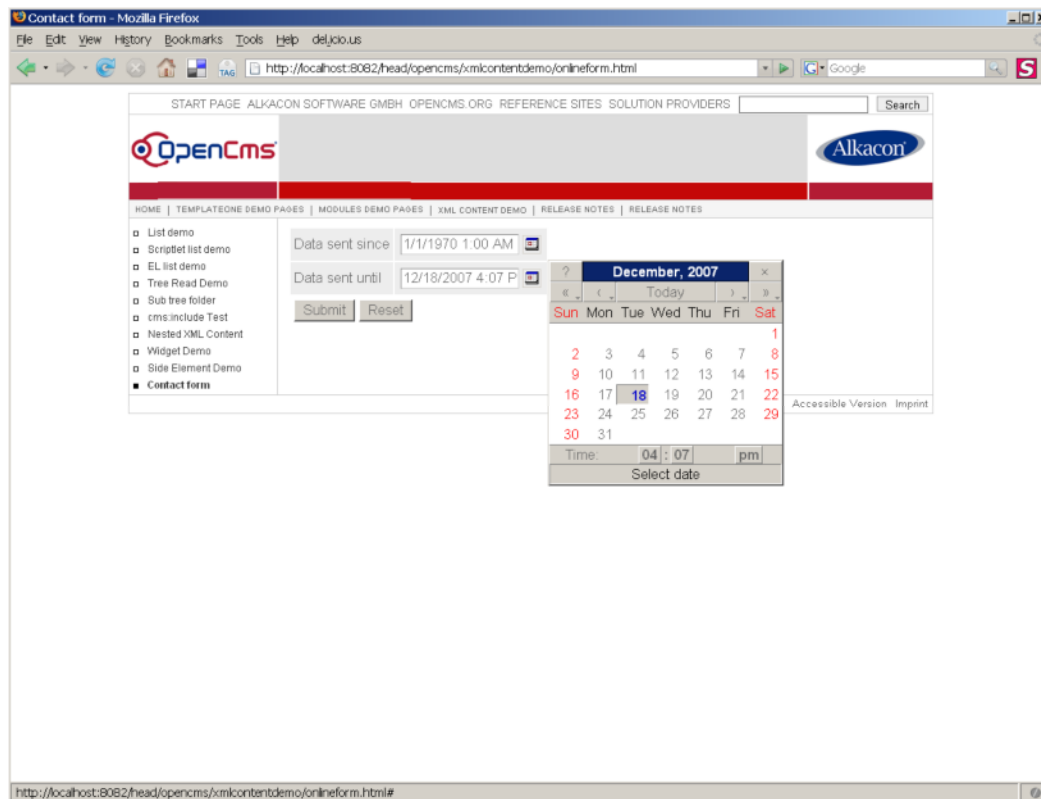 Contact form - Mozilla Firefox
File Edit View History Bookmarks Tools Help del.icio.us
TAG http://localhost:8082/head/opencms/xmlcontentdemo/onlineform.html G Google S
START PAGE ALKACON SOFTWARE GMBH OPENCMS.ORG REFERENCE SITES SOLUTION PROVIDERS Search
OpenCms Alkacon
HOME | TEMPLATEONE DEMO PAGES | MODULES DEMO PAGES | XML CONTENT DEMO | RELEASE NOTES | RELEASE NOTES
List demo
Scriptlet list demo
EL list demo
Tree Read Demo
Sub tree folder
cms:include Test
Nested XML Content
Widget Demo
Side Element Demo
Contact form
Data sent since 1/1/1970 1:00 AM
Data sent until 12/18/2007 4:07 P
Submit Reset
? December, 2007 ×
« ‹ Today › »
Sun Mon Tue Wed Thu Fri Sat
1
2 3 4 5 6 7 8
9 10 11 12 13 14 15
16 17 18 19 20 21 22
23 24 25 26 27 28 29
30 31
Time: 04 : 07 pm
Select date
Accessible Version Imprint
http://localhost:8082/head/opencms/xmlcontentdemo/onlineform.html#